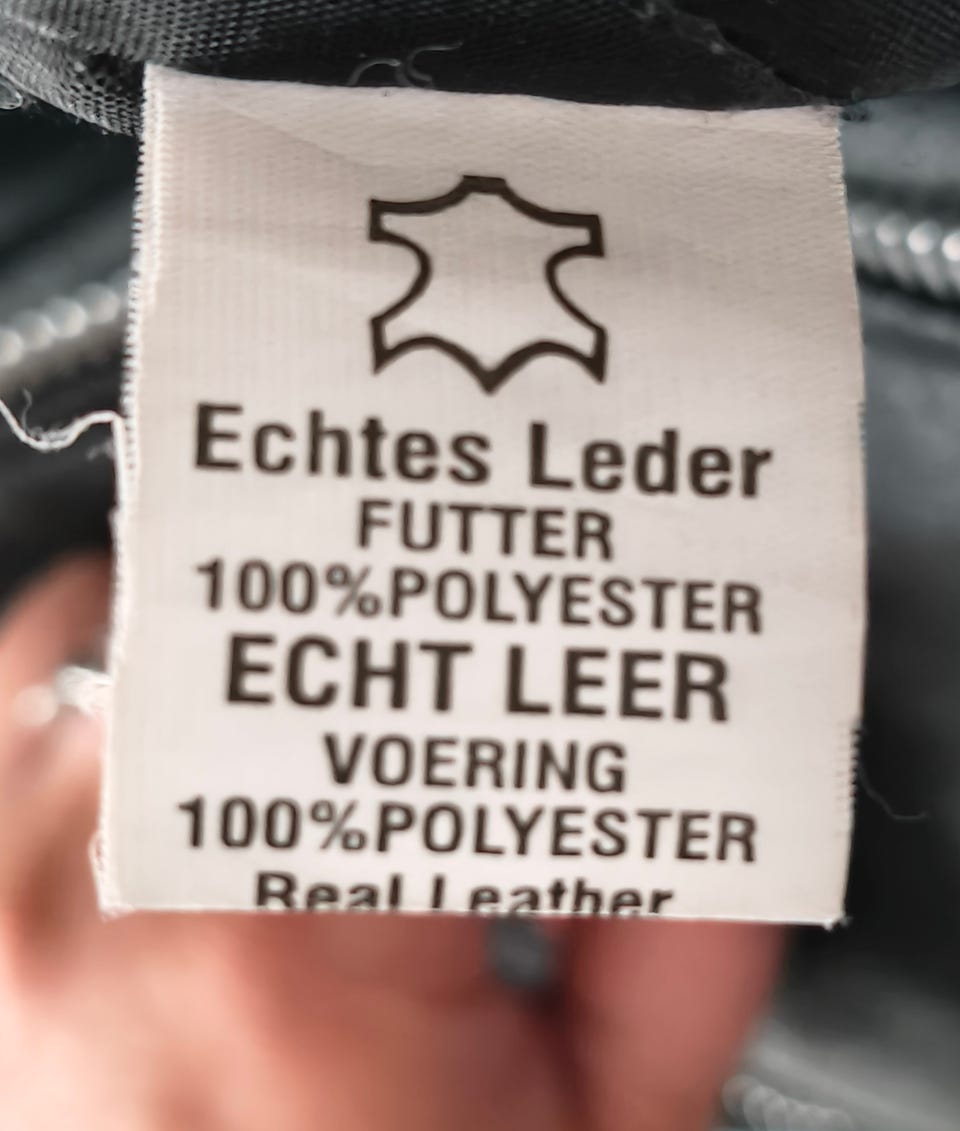 Echtes Leder
FUTTER
100%POLYESTER
ECHT LEER
VOERING
100%POLYESTER
Real Leather